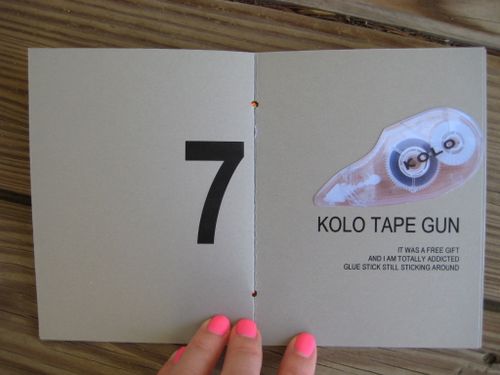 7
KOLO
KOLO TAPE GUN
IT WAS A FREE GIFT
AND I AM TOTALLY ADDICTED
GLUE STICK STILL STICKING AROUND